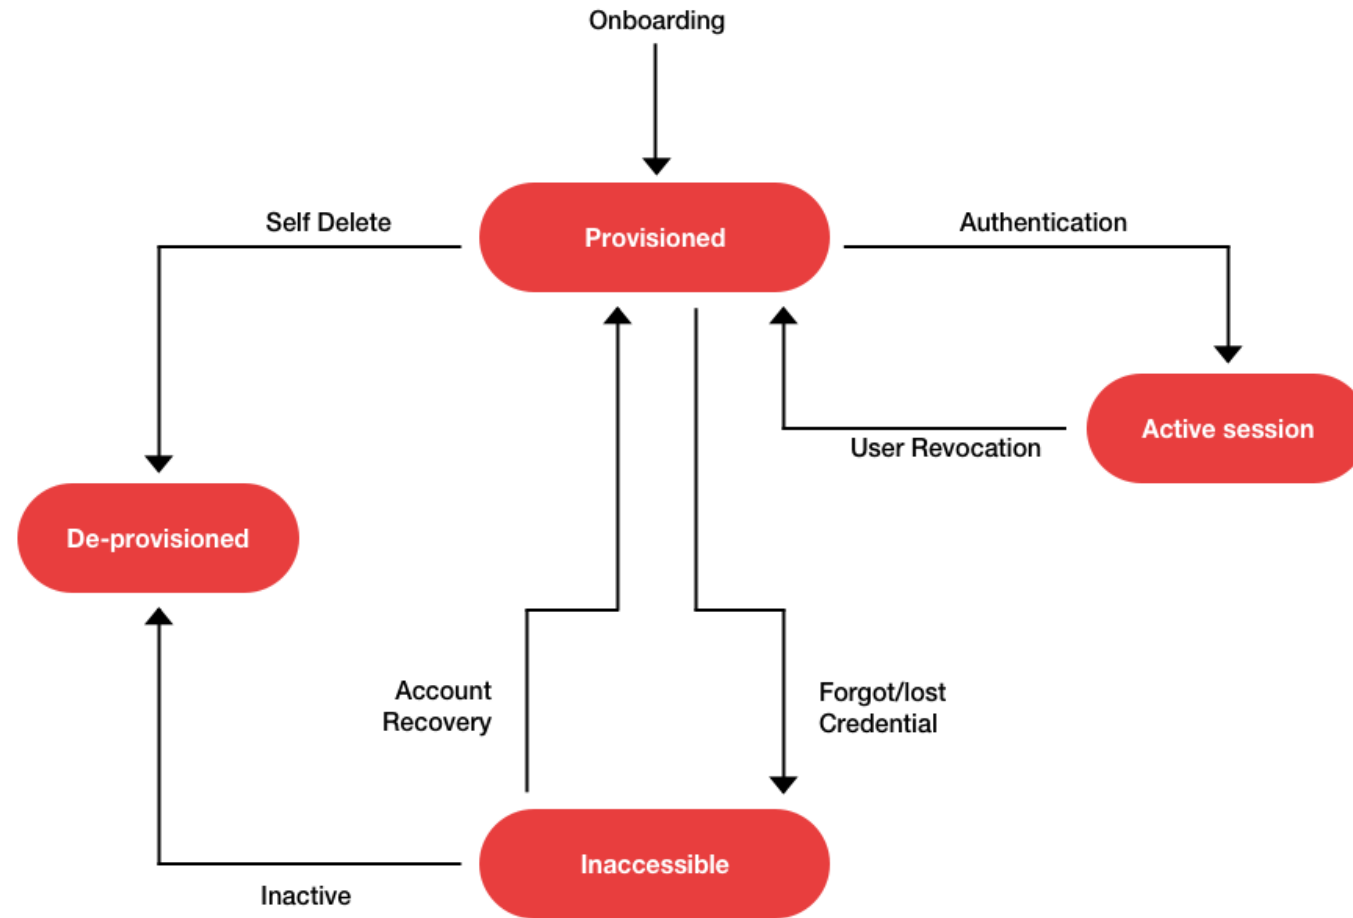 Onboarding
Self Delete
Provisioned
Authentication
Active session
User Revocation
De-provisioned
Account
Recovery
Forgot/lost
Credential
Inaccessible
Inactive